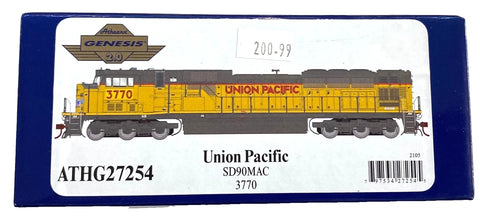 Athearn
GENESIS
2.0
200.99
3770
UNION PACIFIC
ATHG27254
Union Pacific
SD90MAC
3770
2105